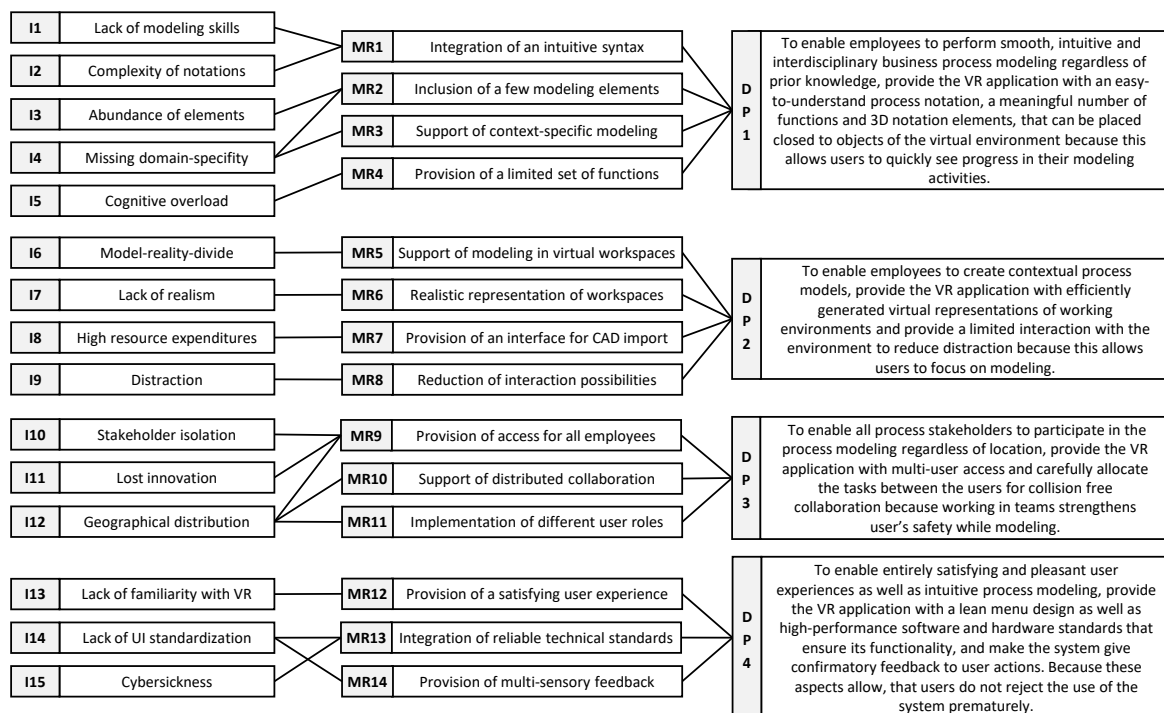 I1 Lack of modeling skills
I2 Complexity of notations
I3 Abundance of elements
I4 Missing domain-specifity
I5 Cognitive overload
MR1 Integration of an intuitive syntax
MR2 Inclusion of a few modeling elements
MR3 Support of context-specific modeling
MR4 Provision of a limited set of functions
D
P
1
To enable employees to perform smooth, intuitive and
interdisciplinary business process modeling regardless of
prior knowledge, provide the VR application with an easy-
to-understand process notation, a meaningful number of
functions and 3D notation elements, that can be placed
closed to objects of the virtual environment because this
allows users to quickly see progress in their modeling
activities.
I6 Model-reality-divide
I7 Lack of realism
I8 High resource expenditures
I9 Distraction
MR5 Support of modeling in virtual workspaces
MR6 Realistic representation of workspaces
MR7 Provision of an interface for CAD import
MR8 Reduction of interaction possibilities
D
P
2
To enable employees to create contextual process
models, provide the VR application with efficiently
generated virtual representations of working
environments and provide a limited interaction with the
environment to reduce distraction because this allows
users to focus on modeling.
I10 Stakeholder isolation
I11 Lost innovation
I12 Geographical distribution
MR9 Provision of access for all employees
MR10 Support of distributed collaboration
MR11 Implementation of different user roles
D
P
3
To enable all process stakeholders to participate in the
process modeling regardless of location, provide the VR
application with multi-user access and carefully allocate
the tasks between the users for collision free
collaboration because working in teams strengthens
user's safety while modeling.
I13 Lack of familiarity with VR
I14 Lack of UI standardization
I15 Cybersickness
MR12 Provision of a satisfying user experience
MR13 Integration of reliable technical standards
MR14 Provision of multi-sensory feedback
D
P
4
To enable entirely satisfying and pleasant user
experiences as well as intuitive process modeling, provide
the VR application with a lean menu design as well as
high-performance software and hardware standards that
ensure its functionality, and make the system give
confirmatory feedback to user actions. Because these
aspects allow, that users do not reject the use of the
system prematurely.